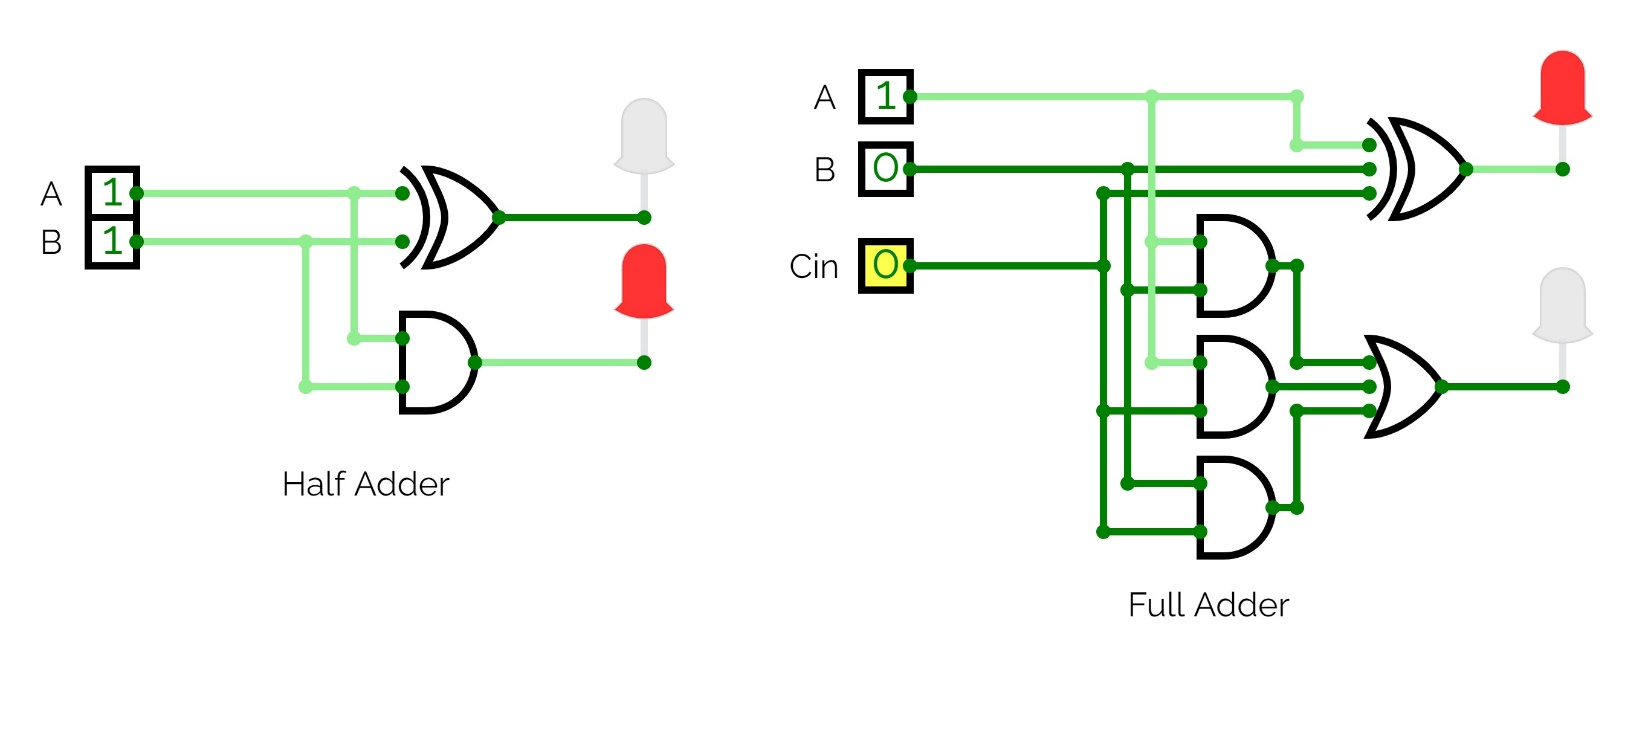 A 1
B 1
Half Adder
A 1
B 0
Cin 0
Full Adder